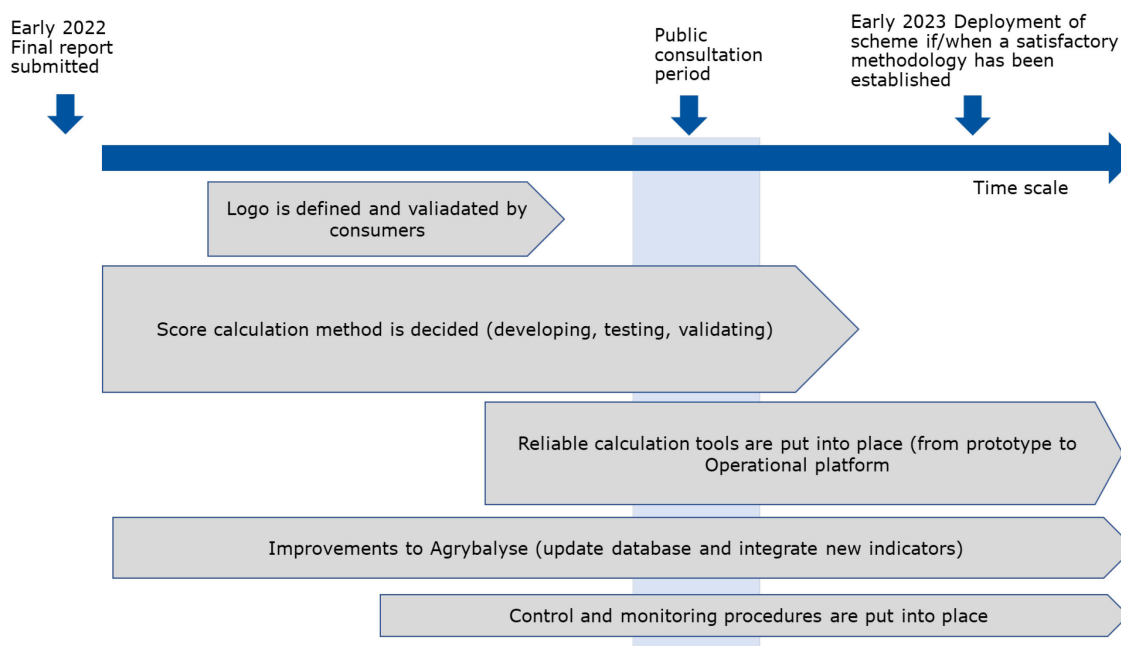 Early 2022
Final report
submitted
Public
consultation
period
Early 2023 Deployment of
scheme if/when a satisfactory
methodology has been
established
Time scale
Logo is defined and valiadated by
consumers
Score calculation method is decided (developing, testing, validating)
Reliable calculation tools are put into place (from prototype to
Operational platform
Improvements to Agrybalyse (update database and integrate new indicators)
Control and monitoring procedures are put into place